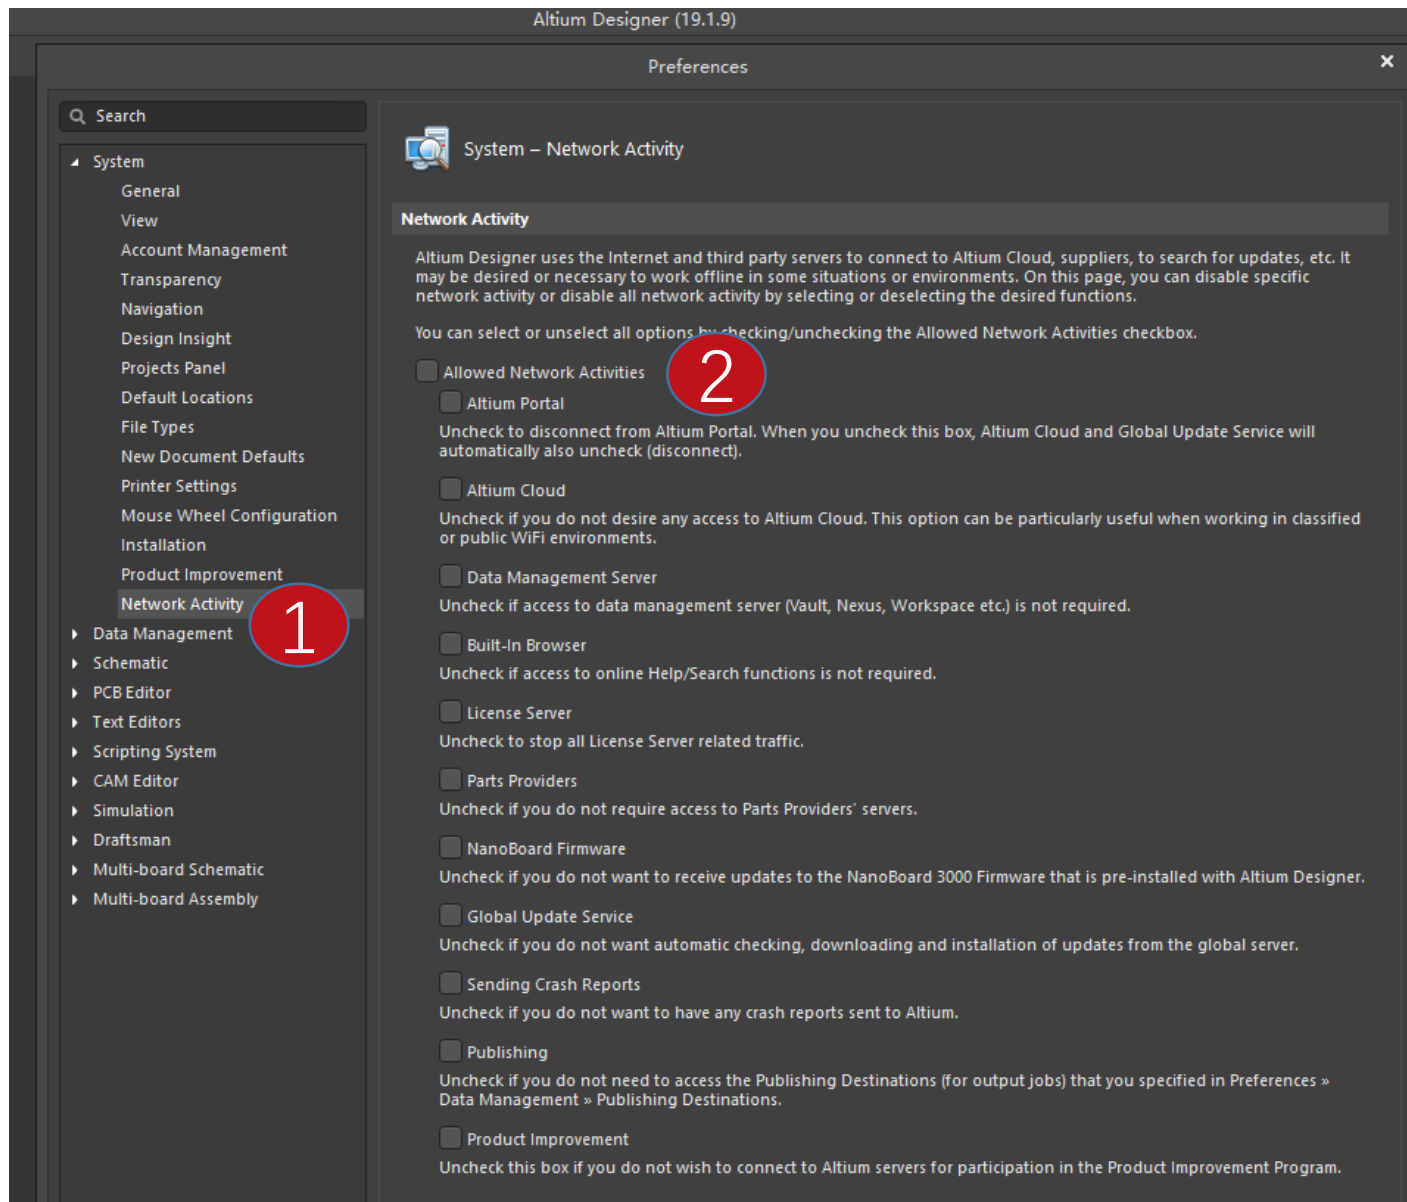 Altium Designer (19.1.9)
Preferences
Search
System
General
View
Account Management
Transparency
Navigation
Design Insight
Projects Panel
Default Locations
File Types
New Document Defaults
Printer Settings
Mouse Wheel Configuration
Installation
Product Improvement
Network Activity
1
Data Management
Schematic
PCB Editor
Text Editors
Scripting System
CAM Editor
Simulation
Draftsman
Multi-board Schematic
Multi-board Assembly
System – Network Activity
Network Activity
Altium Designer uses the Internet and third party servers to connect to Altium Cloud, suppliers, to search for updates, etc. It
may be desired or necessary to work offline in some situations or environments. On this page, you can disable specific
network activity or disable all network activity by selecting or deselecting the desired functions.
You can select or unselect all options by checking/unchecking the Allowed Network Activities checkbox.
Allowed Network Activities
2
Altium Portal
Uncheck to disconnect from Altium Portal. When you uncheck this box, Altium Cloud and Global Update Service will
automatically also uncheck (disconnect).
Altium Cloud
Uncheck if you do not desire any access to Altium Cloud. This option can be particularly useful when working in classified
or public WiFi environments.
Data Management Server
Uncheck if access to data management server (Vault, Nexus, Workspace etc.) is not required.
Built-In Browser
Uncheck if access to online Help/Search functions is not required.
License Server
Uncheck to stop all License Server related traffic.
Parts Providers
Uncheck if you do not require access to Parts Providers' servers.
NanoBoard Firmware
Uncheck if you do not want to receive updates to the NanoBoard 3000 Firmware that is pre-installed with Altium Designer.
Global Update Service
Uncheck if you do not want automatic checking, downloading and installation of updates from the global server.
Sending Crash Reports
Uncheck if you do not want to have any crash reports sent to Altium.
Publishing
Uncheck if you do not need to access the Publishing Destinations (for output jobs) that you specified in Preferences »
Data Management » Publishing Destinations.
Product Improvement
Uncheck this box if you do not wish to connect to Altium servers for participation in the Product Improvement Program.